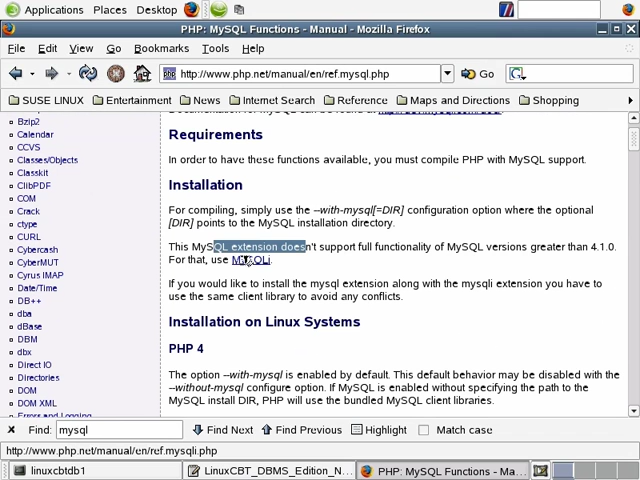 Applications Places Desktop
PHP: MySQL Functions - Manual - Mozilla Firefox
File Edit View Go Bookmarks Tools Help
http://www.php.net/manual/en/ref.mysql.php Go
SUSE LINUX Entertainment News Internet Search Reference Maps and Directions Shopping
Bzip2
Calendar
CCVS
Classes/Objects
Classkit
ClibPDF
COM
Crack
ctype
CURL
Cybercash
CyberMUT
Cyrus IMAP
Date/Time
DB++
dba
dBase
DBM
dbx
Direct IO
Directories
DOM
DOM XML
Errors and Logging
Requirements
In order to have these functions available, you must compile PHP with MySQL support.
Installation
For compiling, simply use the --with-mysql[=DIR] configuration option where the optional
[DIR] points to the MySQL installation directory.
This MySQL extension doesn't support full functionality of MySQL versions greater than 4.1.0.
For that, use MySQLi.
If you would like to install the mysql extension along with the mysqli extension you have to
use the same client library to avoid any conflicts.
Installation on Linux Systems
PHP 4
The option --with-mysql is enabled by default. This default behavior may be disabled with the
--without-mysql configure option. If MySQL is enabled without specifying the path to the
MySQL install DIR, PHP will use the bundled MySQL client libraries.
Find: mysql Find Next Find Previous Highlight Match case
http://www.php.net/manual/en/ref.mysqli.php
linuxcbtdb1 LinuxCBT_DBMS_Edition_N... PHP: MySQL Functions - Ma...